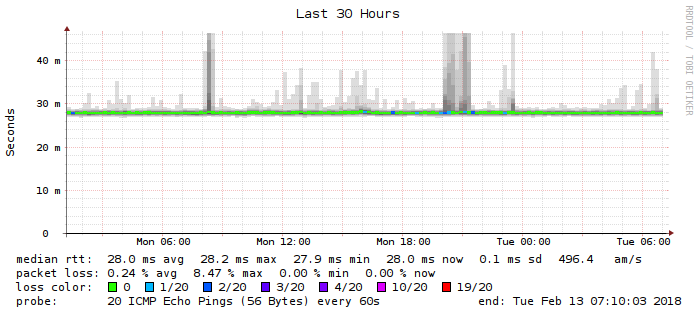 Last 30 Hours
RRDTOOL / TOBI OETIKER
Seconds
40 m
30 m
20 m
10 m
0
Mon 06:00 Mon 12:00 Mon 18:00 Tue 00:00 Tue 06:00
median rtt: 28.0 ms avg 28.2 ms max 27.9 ms min 28.0 ms now 0.1 ms sd 496.4 am/s
packet loss: 0.24 % avg 8.47 % max 0.00 % min 0.00 % now
loss color: 0 1/20 2/20 3/20 4/20 10/20 19/20
probe: 20 ICMP Echo Pings (56 Bytes) every 60s end: Tue Feb 13 07:10:03 2018